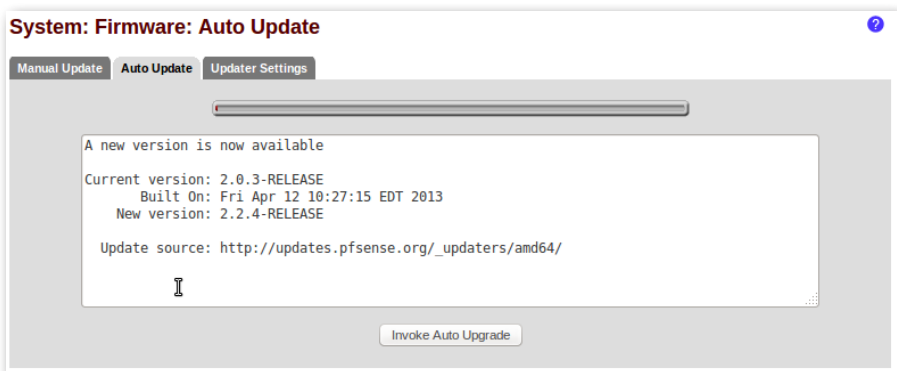 System: Firmware: Auto Update
?
Manual Update Auto Update Updater Settings
A new version is now available
Current version: 2.0.3-RELEASE
Built On: Fri Apr 12 10:27:15 EDT 2013
New version: 2.2.4-RELEASE
Update source: http://updates.pfsense.org/_updaters/amd64/
Invoke Auto Upgrade